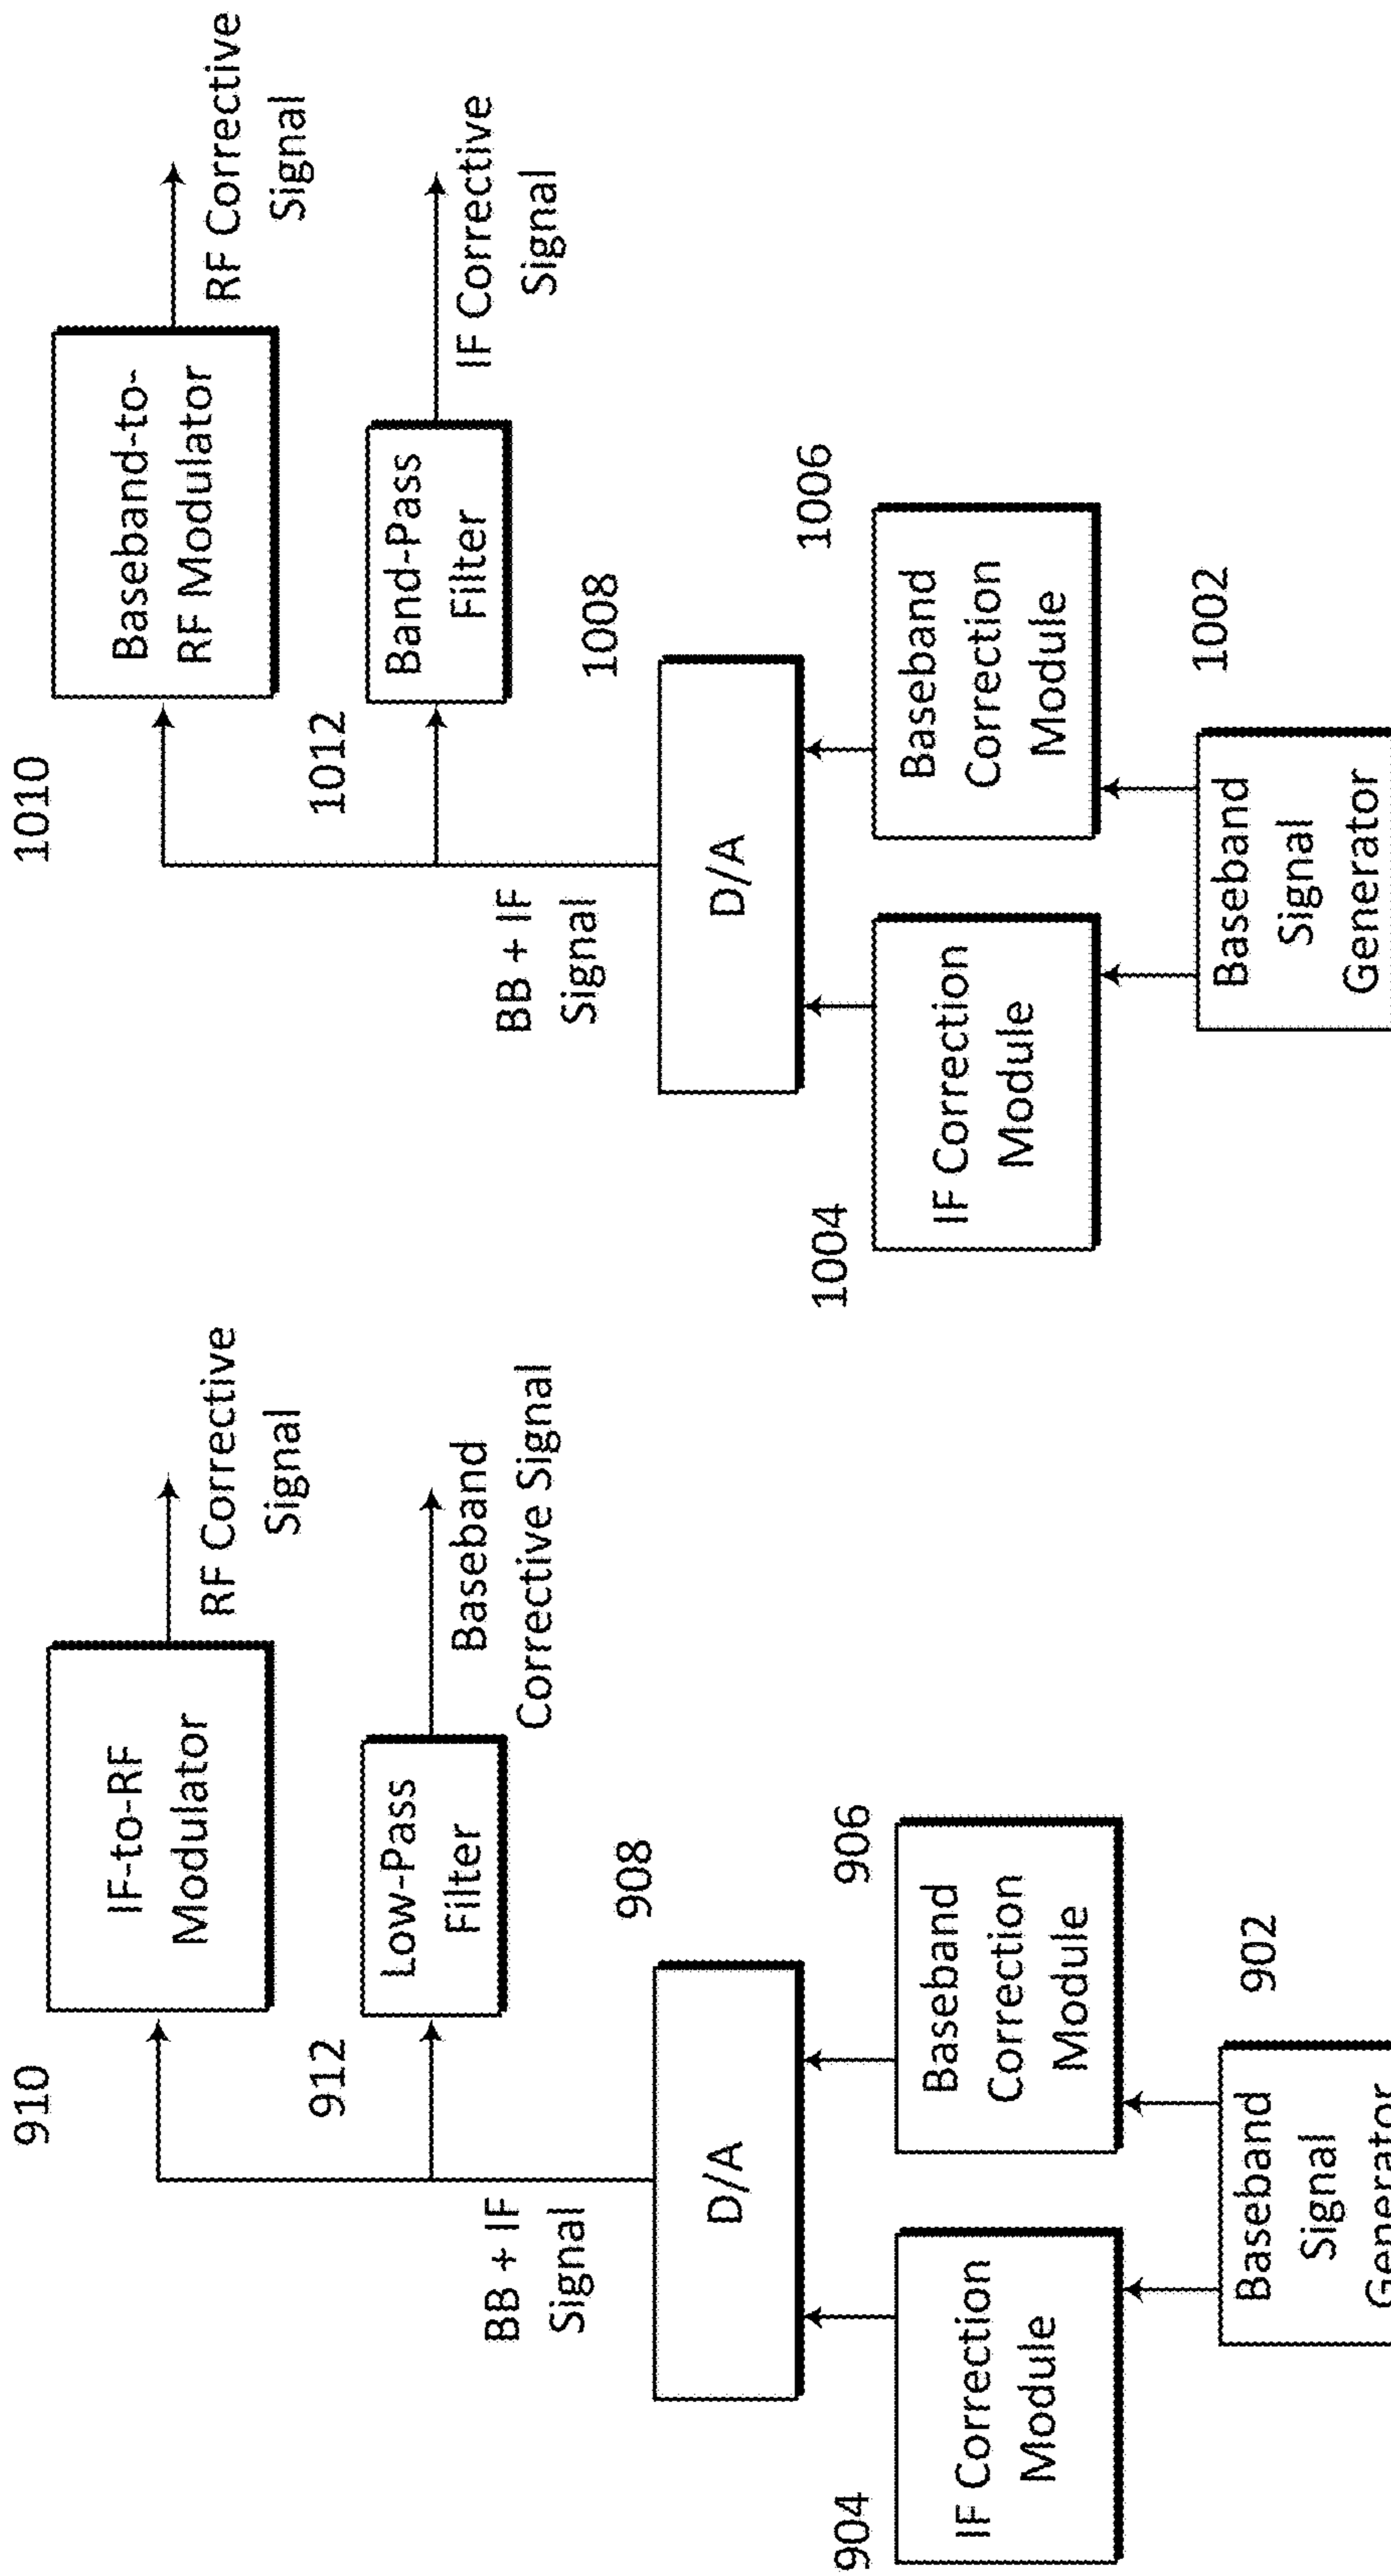 910
IF-to-RF
Modulator
RF Corrective
Signal
912
Low-Pass
Filter
Baseband
Corrective Signal
BB + IF
Signal
908
D/A
904
IF Correction
Module
906
Baseband
Correction
Module
902
Baseband
Signal
Generator
1010
Baseband-to-
RF Modulator
RF Corrective
Signal
1012
Band-Pass
Filter
IF Corrective
Signal
BB + IF
Signal
1008
D/A
1004
IF Correction
Module
1006
Baseband
Correction
Module
1002
Baseband
Signal
Generator